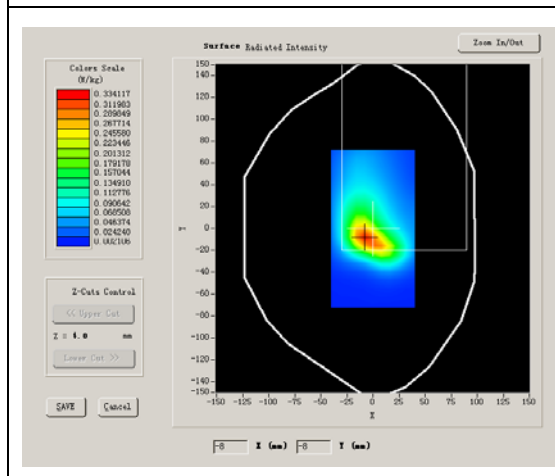 Surface Radiated Intensity
Zoom In/Out
Colors Scale
(W/kg)
0.334117
0.311983
0.289849
0.267714
0.245580
0.223446
0.201312
0.179178
0.157044
0.134910
0.112776
0.090642
0.068508
0.046374
0.024240
0.002106
Z-Cuts Control
<< Upper Cut
Z = 4.0 mm
Lower Cut >>
SAVE
Cancel
150
140
120
100
80
60
40
20
0
-20
-40
-60
-80
-100
-120
-140
-150
Y
-150 -125 -100 -75 -50 -25 0 25 50 75 100 125 150
X
-8 X (mm) -8 Y (mm)